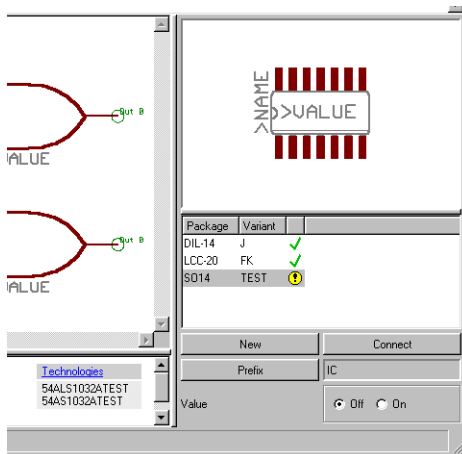 Out B
VALUE
Out B
VALUE
>NAME
>VALUE
Package Variant
DIL-14 J
LCC-20 FK
SO14 TEST
New Connect
Prefix IC
Value Off On
Technologies
54ALS1032ATEST
54AS1032ATEST